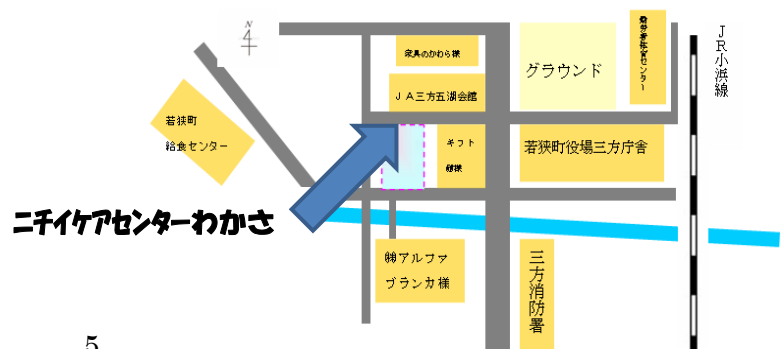 N
家具のかわら様
ＪＡ三方五湖会館
グラウンド
ＪＲ小浜線
若狭町
給食センター
ギフト
館様
若狭町役場三方庁舎
ニチイケアセンターわかさ
㈱アルファ
ブランカ様
三方消防署
5